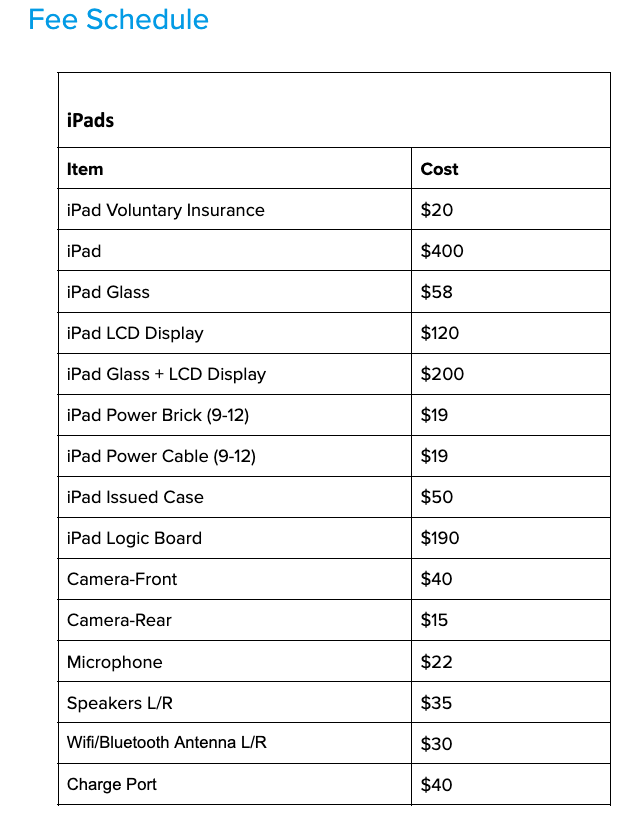 Fee Schedule
iPads
Item Cost
iPad Voluntary Insurance $20
iPad $400
iPad Glass $58
iPad LCD Display $120
iPad Glass + LCD Display $200
iPad Power Brick (9-12) $19
iPad Power Cable (9-12) $19
iPad Issued Case $50
iPad Logic Board $190
Camera-Front $40
Camera-Rear $15
Microphone $22
Speakers L/R $35
Wifi/Bluetooth Antenna L/R $30
Charge Port $40